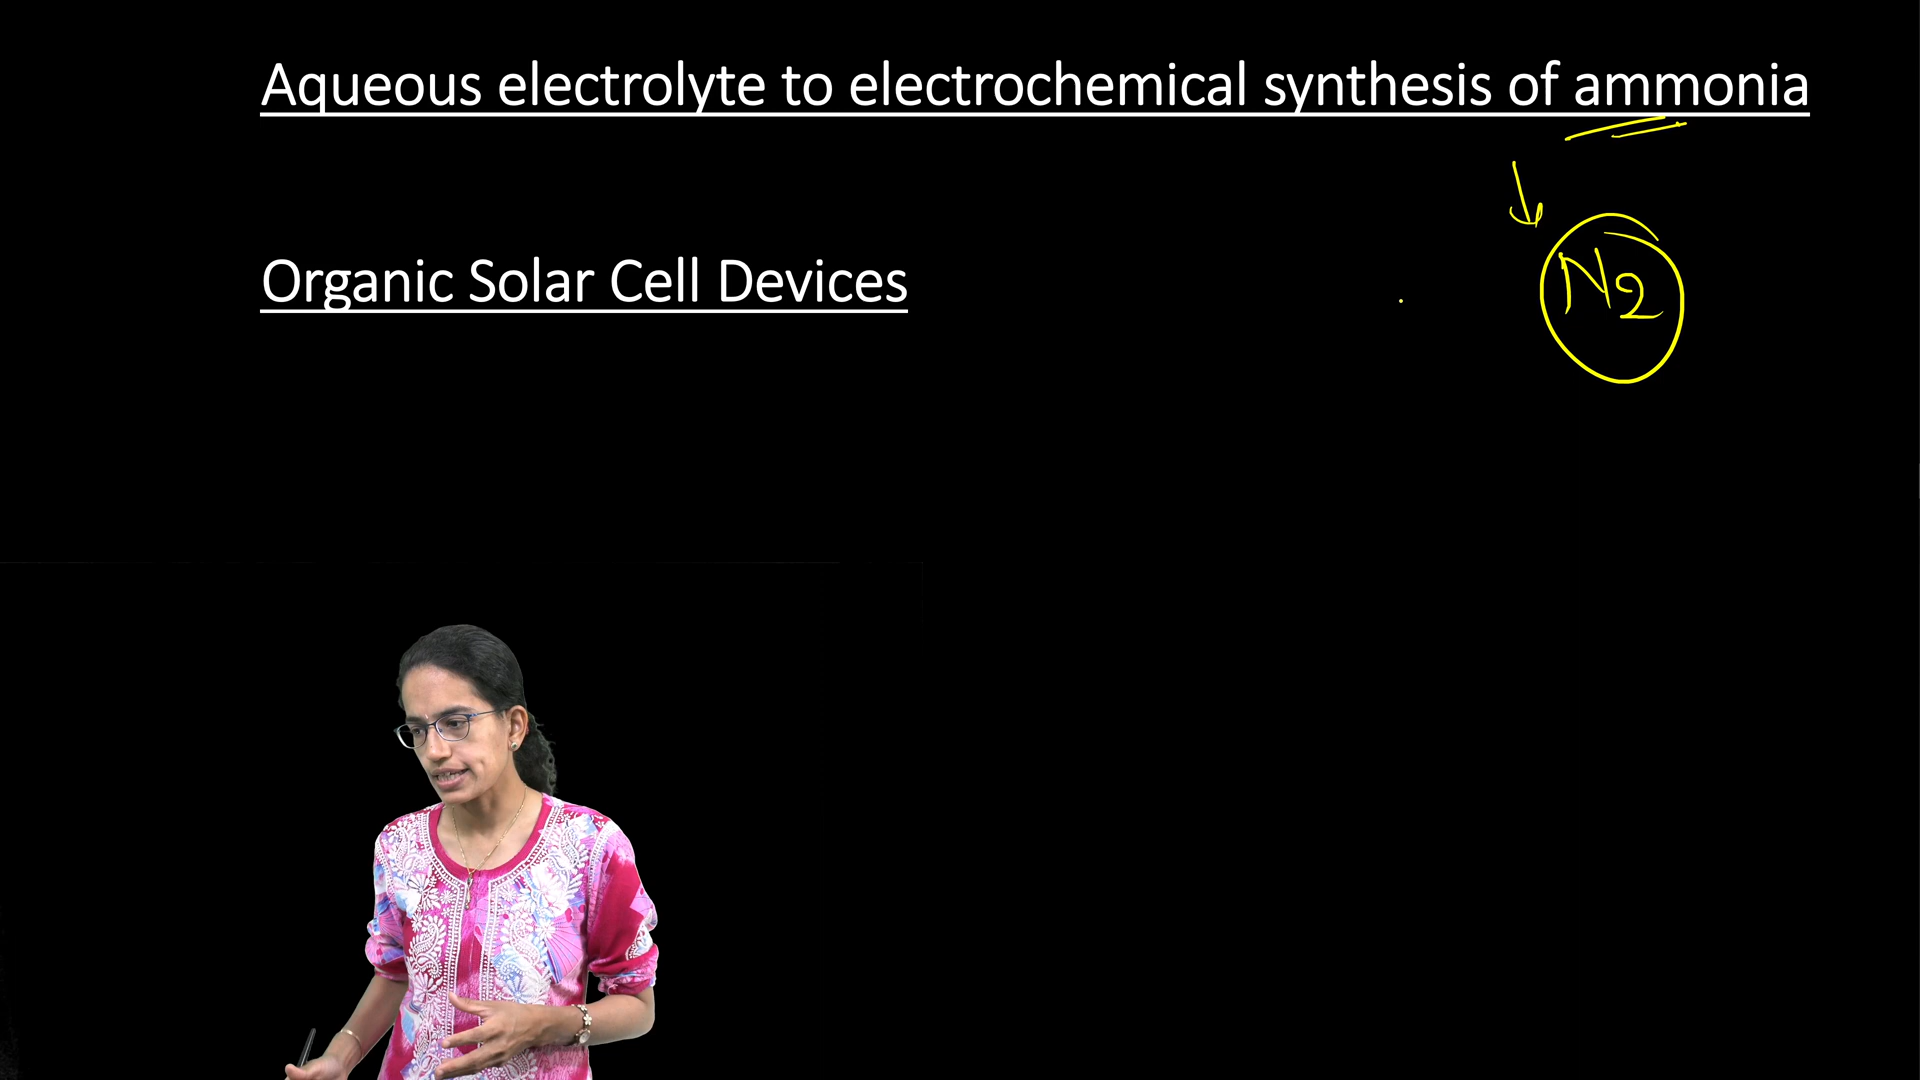 Aqueous electrolyte to electrochemical synthesis of ammonia
N2
Organic Solar Cell Devices